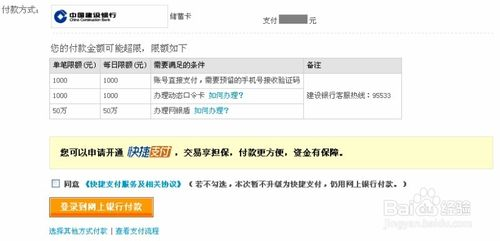 付款方式：
中国建设银行
China Construction Bank
储蓄卡
支付 元
您的付款金额可能超限，限额如下
单笔限额(元) 每日限额(元) 需要满足的条件 备注
1000 1000 账号直接支付，需要预留的手机号接收验证码
1000 1000 办理动态口令卡 如何办理？ 建设银行客服热线：95533
50万 50万 办理网银盾 如何办理？
您可以申请开通 快捷支付，交易享担保，付款更方便，资金有保障。
同意 《快捷支付服务及相关协议》（若不勾选，本次暂不升级为快捷支付，仍用网上银行付款。）
登录到网上银行付款
选择其他方式付款 | 查看支付流程
Baidu 经验